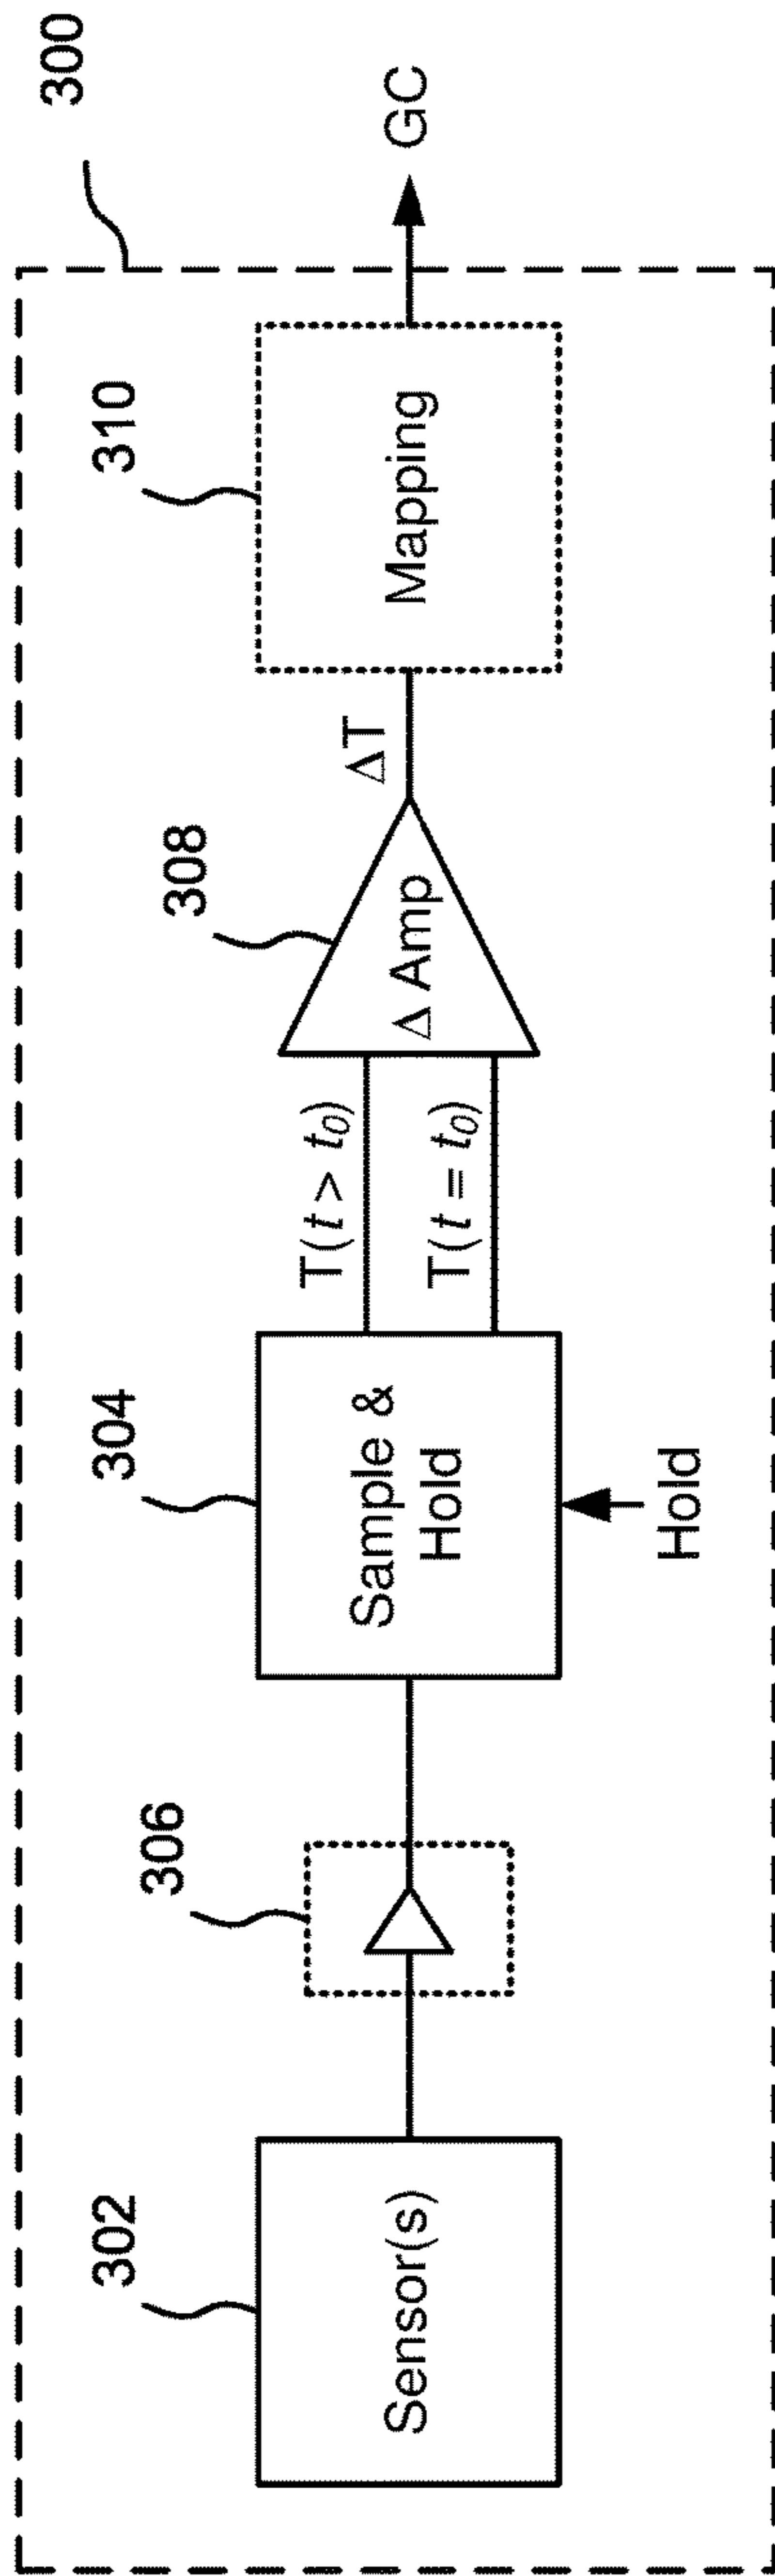 300
302
306
304
308
310
Sensor(s)
Sample &
Hold
Hold
T(t > t₀)
T(t = t₀)
Δ Amp
ΔT
Mapping
GC